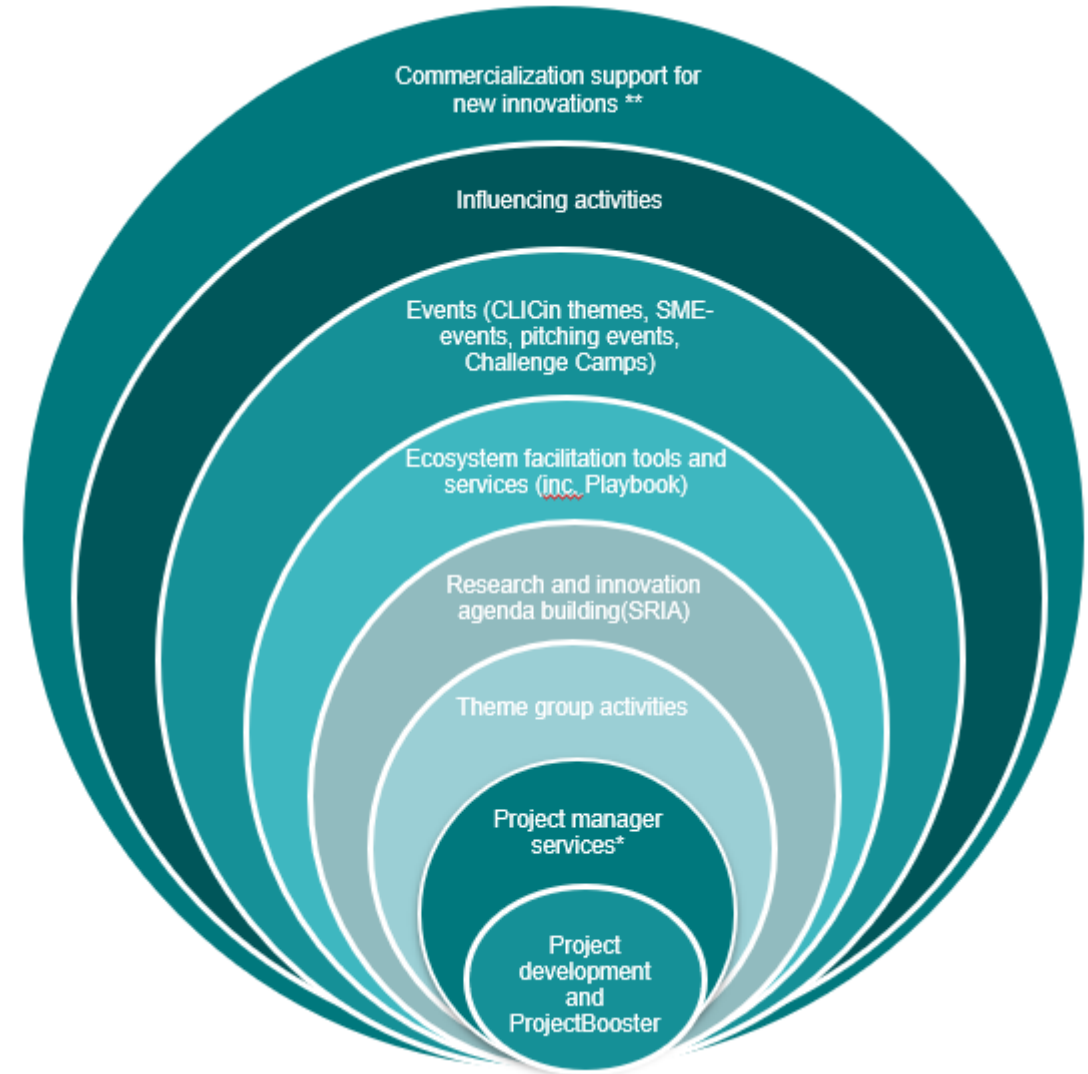 Commercialization support for
new innovations **
Influencing activities
Events (CLICin themes, SME-
events, pitching events,
Challenge Camps)
Ecosystem facilitation tools and
services (inc. Playbook)
Research and innovation
agenda building(SRIA)
Theme group activities
Project manager
services*
Project
development
and
ProjectBooster